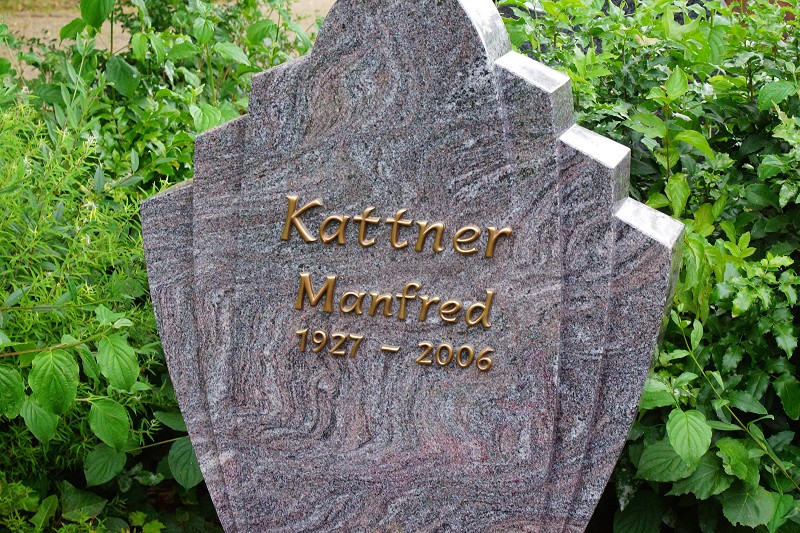 Kattner
Manfred
1927 - 2006